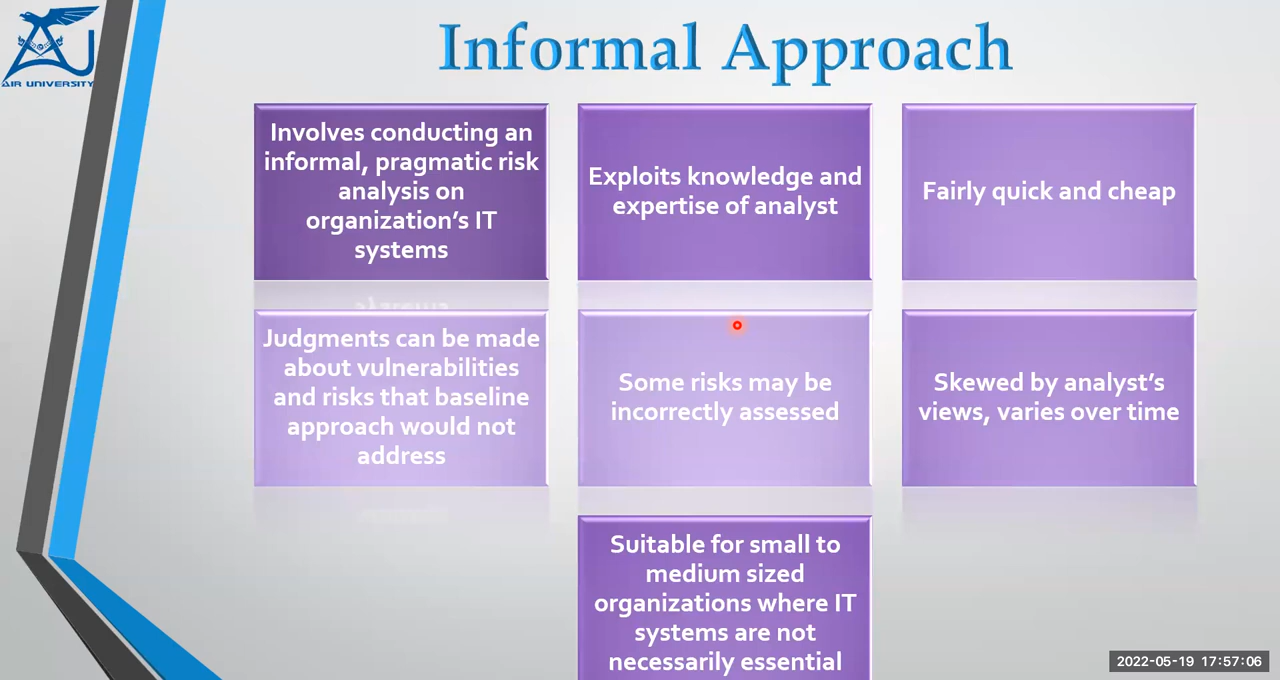 AIR UNIVERSITY
Informal Approach
Involves conducting an
informal, pragmatic risk
analysis on
organization’s IT
systems
Exploits knowledge and
expertise of analyst
Fairly quick and cheap
Judgments can be made
about vulnerabilities
and risks that baseline
approach would not
address
Some risks may be
incorrectly assessed
Skewed by analyst’s
views, varies over time
Suitable for small to
medium sized
organizations where IT
systems are not
necessarily essential
2022-05-19 17:57:06